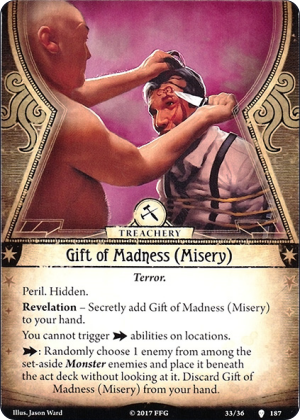 TREACHERY
Gift of Madness (Misery)
Terror.
Peril. Hidden.
Revelation – Secretly add Gift of Madness (Misery)
to your hand.
You cannot trigger abilities on locations.
: Randomly choose 1 enemy from among the
set-aside Monster enemies and place it beneath
the act deck without looking at it. Discard Gift of
Madness (Misery) from your hand.
Illus. Jason Ward © 2017 FFG 33/36 187